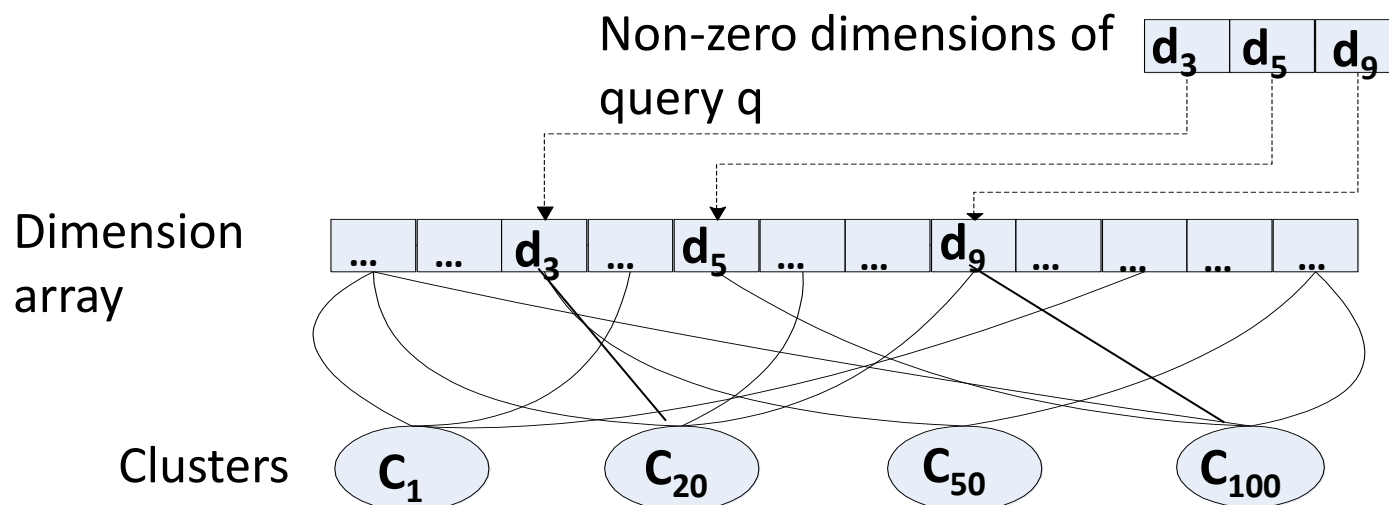 Non-zero dimensions of
query q
d3 d5 d9
Dimension
array
... ... d3 ... d5 ... ... d9 ... ... ... ...
Clusters
C1 C20 C50 C100